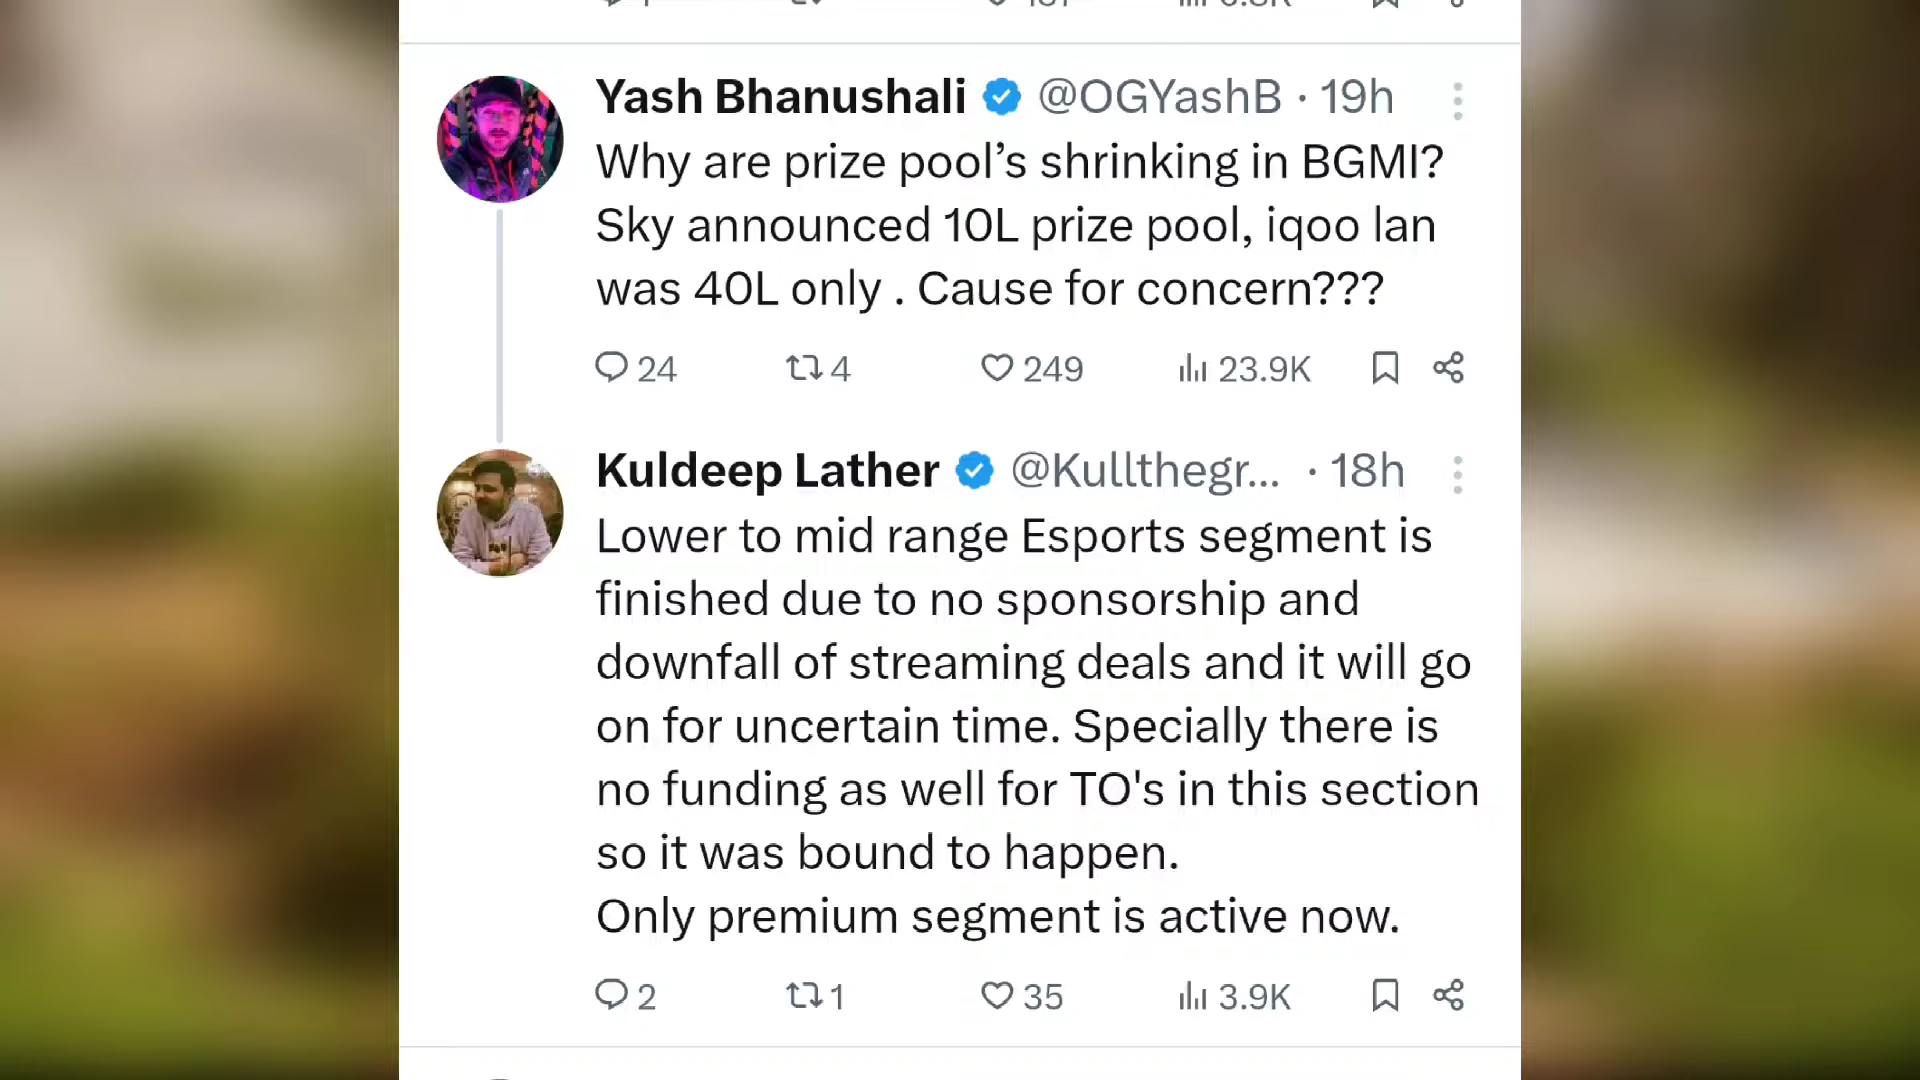 Yash Bhanushali @OGYashB · 19h
Why are prize pool’s shrinking in BGMI?
Sky announced 10L prize pool, iqoo lan
was 40L only . Cause for concern???
24 4 249 23.9K
Kuldeep Lather @Kullthegr... · 18h
Lower to mid range Esports segment is
finished due to no sponsorship and
downfall of streaming deals and it will go
on for uncertain time. Specially there is
no funding as well for TO's in this section
so it was bound to happen.
Only premium segment is active now.
2 1 35 3.9K